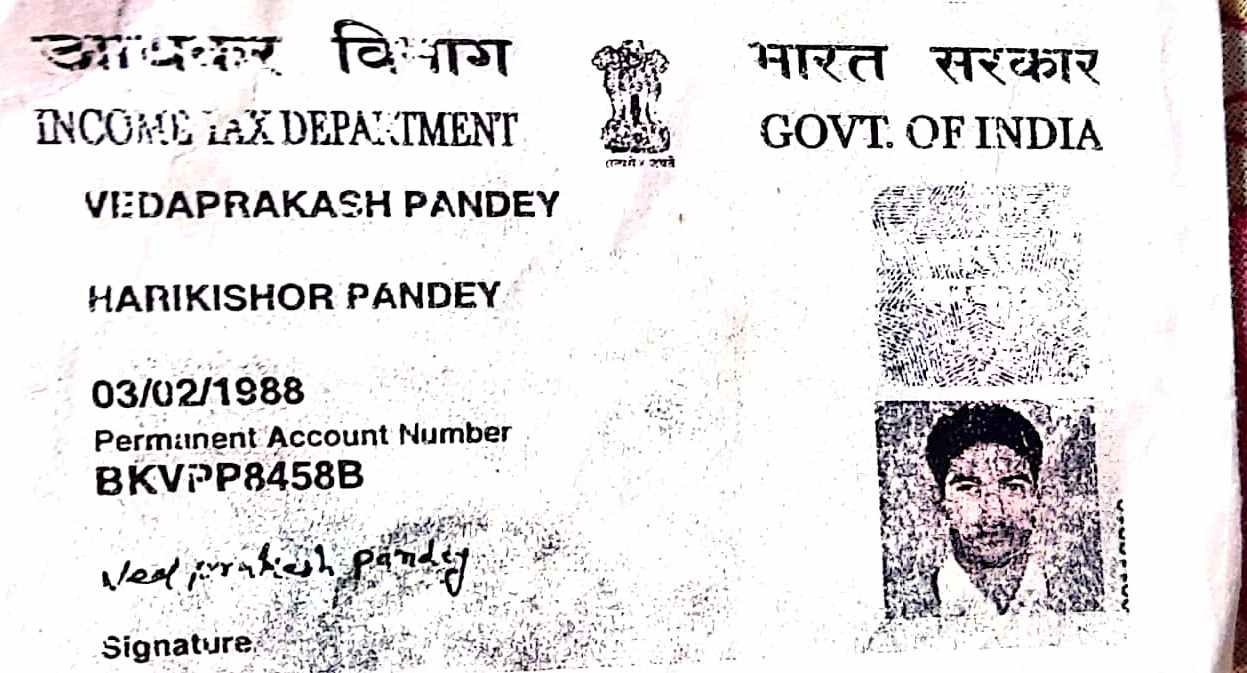 आयकर विभाग
भारत सरकार
INCOME TAX DEPARTMENT
GOVT. OF INDIA
सत्यमेव जयते
VEDAPRAKASH PANDEY
HARIKISHOR PANDEY
03/02/1988
Permanent Account Number
BKVPP8458B
Ved prakash pandey
Signature